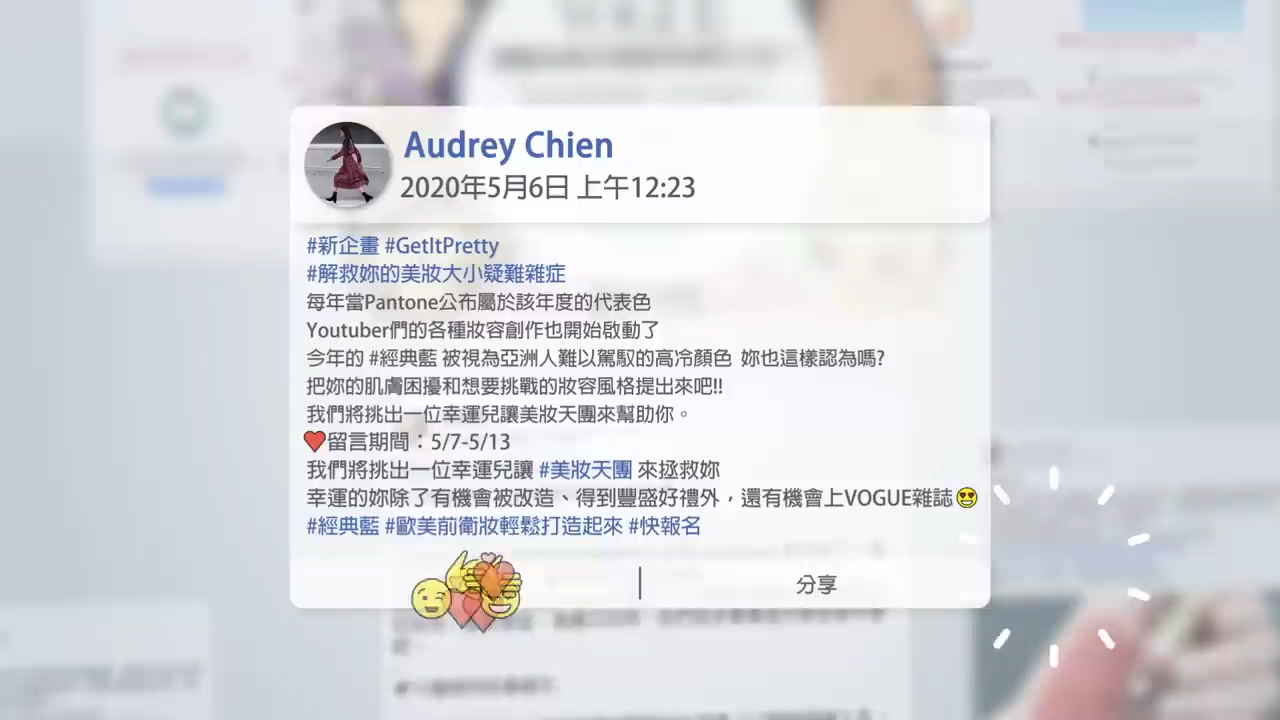 Audrey Chien
2020年5月6日 上午12:23
#新企畫 #GetItPretty
#解救妳的美妝大小疑難雜症
每年當Pantone公布屬於該年度的代表色
Youtuber們的各種妝容創作也開始啟動了
今年的 #經典藍 被視為亞洲人難以駕馭的高冷顏色 妳也這樣認為嗎?
把妳的肌膚困擾和想要挑戰的妝容風格提出來吧!!
我們將挑出一位幸運兒讓美妝天團來幫助你。
❤留言期間：5/7-5/13
我們將挑出一位幸運兒讓 #美妝天團 來拯救妳
幸運的妳除了有機會被改造、得到豐盛好禮外，還有機會上VOGUE雜誌😍
#經典藍 #歐美前衛妝輕鬆打造起來 #快報名
分享